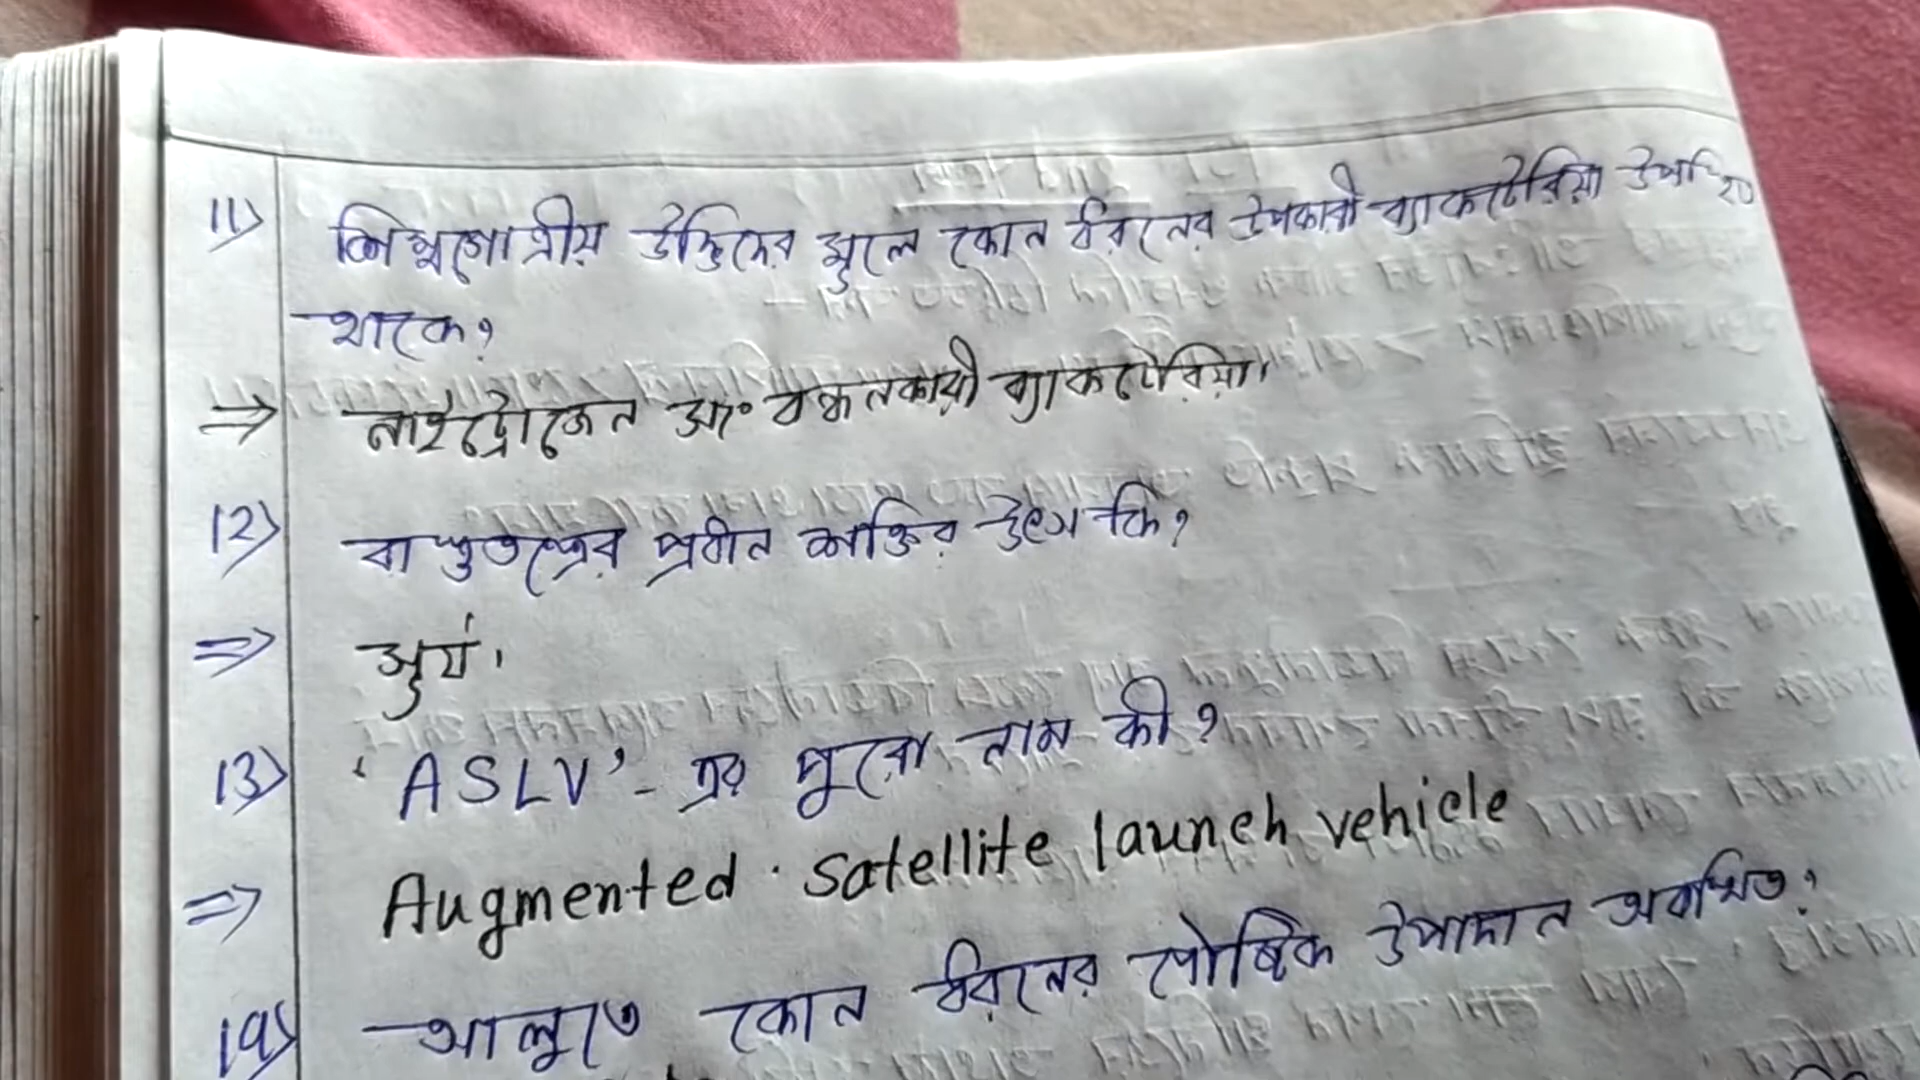 11) শিম্বগোত্রীয় উদ্ভিদের মূলে কোন ধরনের উপকারী ব্যাকটেরিয়া উপস্থিত
থাকে?
⇒ নাইট্রোজেন সং বন্ধনকারী ব্যাকটেরিয়া।
12) বাস্তুতন্ত্রের প্রধান শক্তির উৎস কি?
⇒ সুর্য।
13) 'ASLV'- এর পুরো নাম কী?
⇒ Augmented · satellite launch vehicle
আলুতে কোন ধরনের পৌষ্টিক উপাদান অবস্থিত?